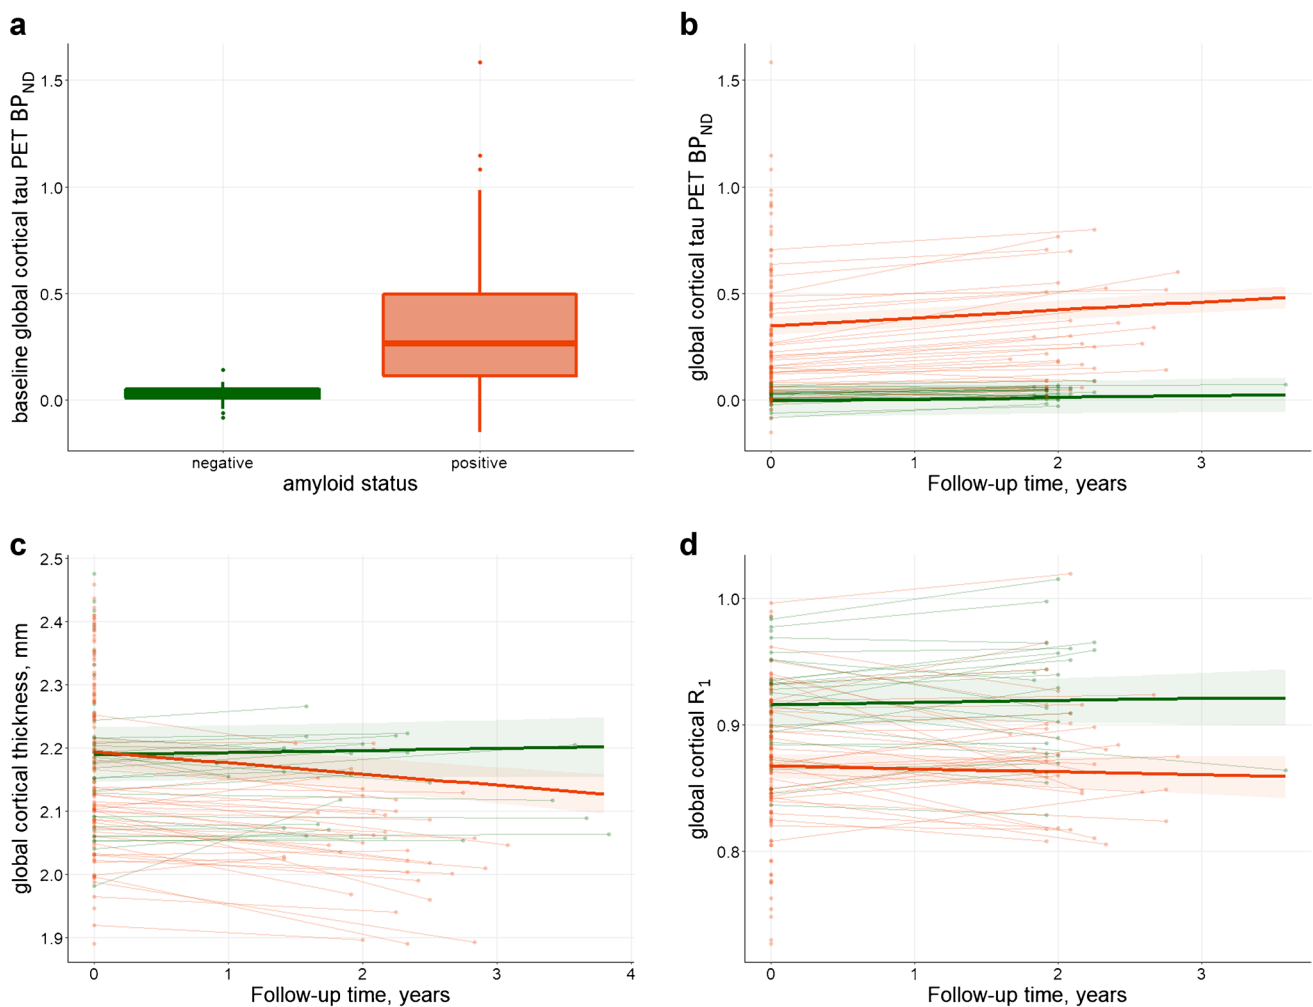 a
baseline global cortical tau PET BP_ND
1.5
1.0
0.5
0.0
negative
positive
amyloid status
b
global cortical tau PET BP_ND
1.5
1.0
0.5
0.0
0
1
2
3
Follow-up time, years
c
global cortical thickness, mm
2.5
2.4
2.3
2.2
2.1
2.0
1.9
0
1
2
3
4
Follow-up time, years
d
global cortical R_1
1.0
0.9
0.8
0
1
2
3
Follow-up time, years